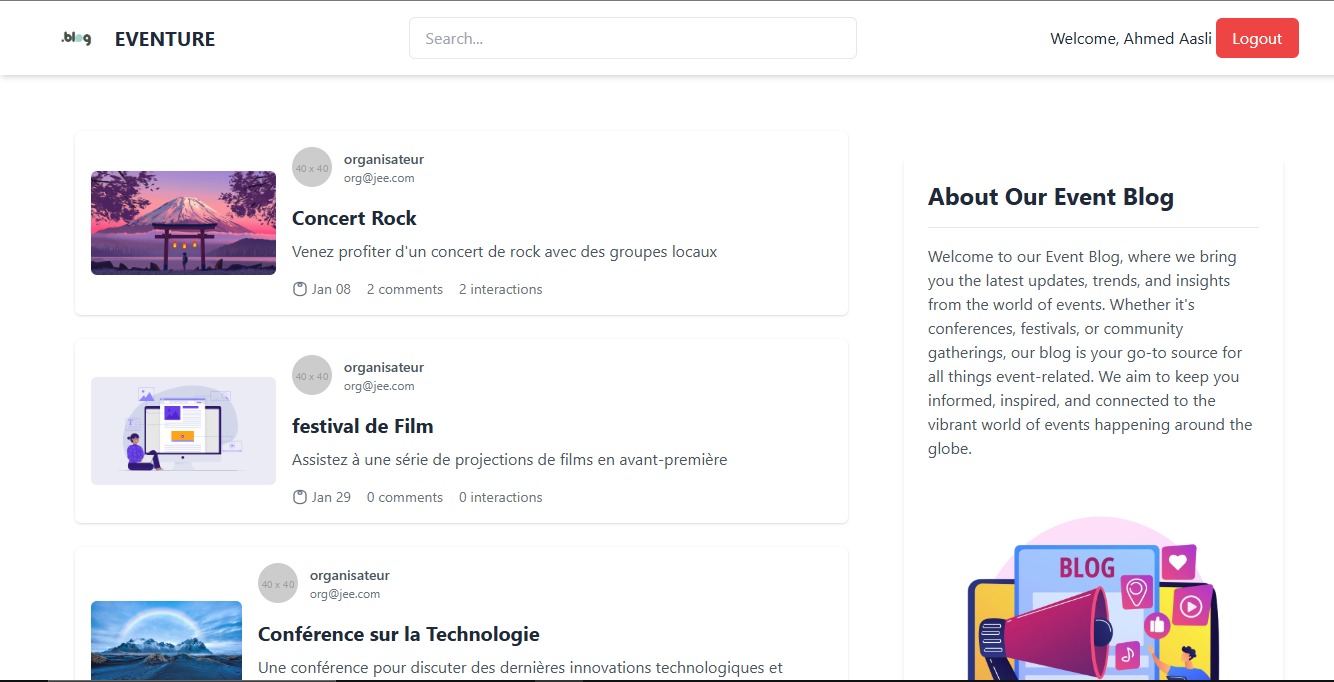 .blog EVENTURE
Search...
Welcome, Ahmed Aasli Logout
40 x 40
organisateur
org@jee.com
Concert Rock
Venez profiter d'un concert de rock avec des groupes locaux
Jan 08 2 comments 2 interactions
40 x 40
organisateur
org@jee.com
festival de Film
Assistez à une série de projections de films en avant-première
Jan 29 0 comments 0 interactions
40 x 40
organisateur
org@jee.com
Conférence sur la Technologie
Une conférence pour discuter des dernières innovations technologiques et
About Our Event Blog
Welcome to our Event Blog, where we bring
you the latest updates, trends, and insights
from the world of events. Whether it's
conferences, festivals, or community
gatherings, our blog is your go-to source for
all things event-related. We aim to keep you
informed, inspired, and connected to the
vibrant world of events happening around the
globe.
BLOG